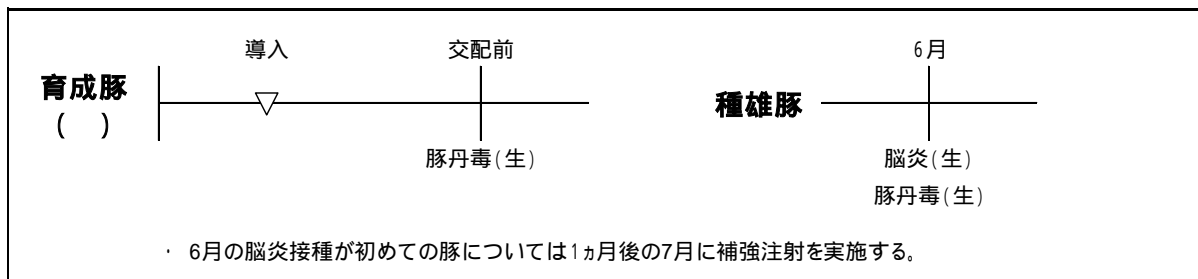 導入 交配前 6月
育成豚 種雄豚
( )
豚丹毒(生) 脳炎(生)
豚丹毒(生)
・ 6月の脳炎接種が初めての豚については1ヵ月後の7月に補強注射を実施する。